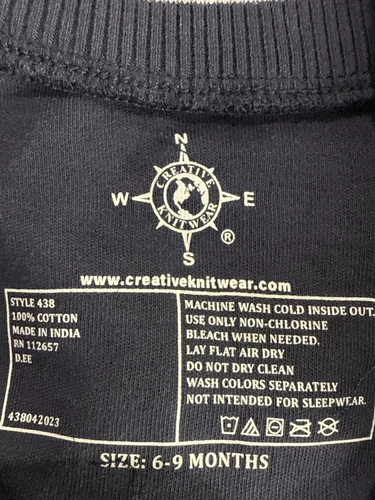 N
CREATIVE
W E
KNITWEAR
®
S
www.creativeknitwear.com
STYLE 438
100% COTTON
MADE IN INDIA
RN 112657
D.EE
438042023
MACHINE WASH COLD INSIDE OUT.
USE ONLY NON-CHLORINE
BLEACH WHEN NEEDED.
LAY FLAT AIR DRY
DO NOT DRY CLEAN
WASH COLORS SEPARATELY
NOT INTENDED FOR SLEEPWEAR.
SIZE: 6-9 MONTHS